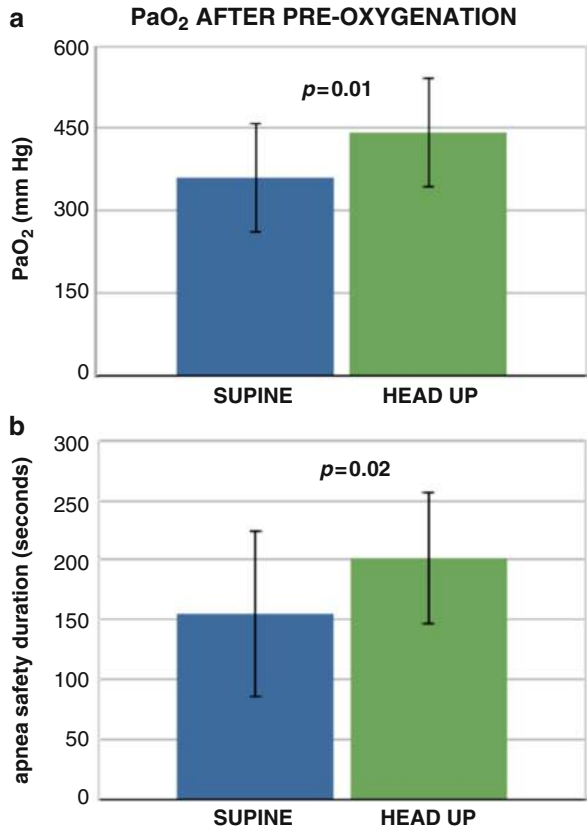 a
PaO₂ AFTER PRE-OXYGENATION
600
p=0.01
450
300
150
0
PaO₂ (mm Hg)
SUPINE HEAD UP
b
300
p=0.02
250
200
150
100
50
0
apnea safety duration (seconds)
SUPINE HEAD UP